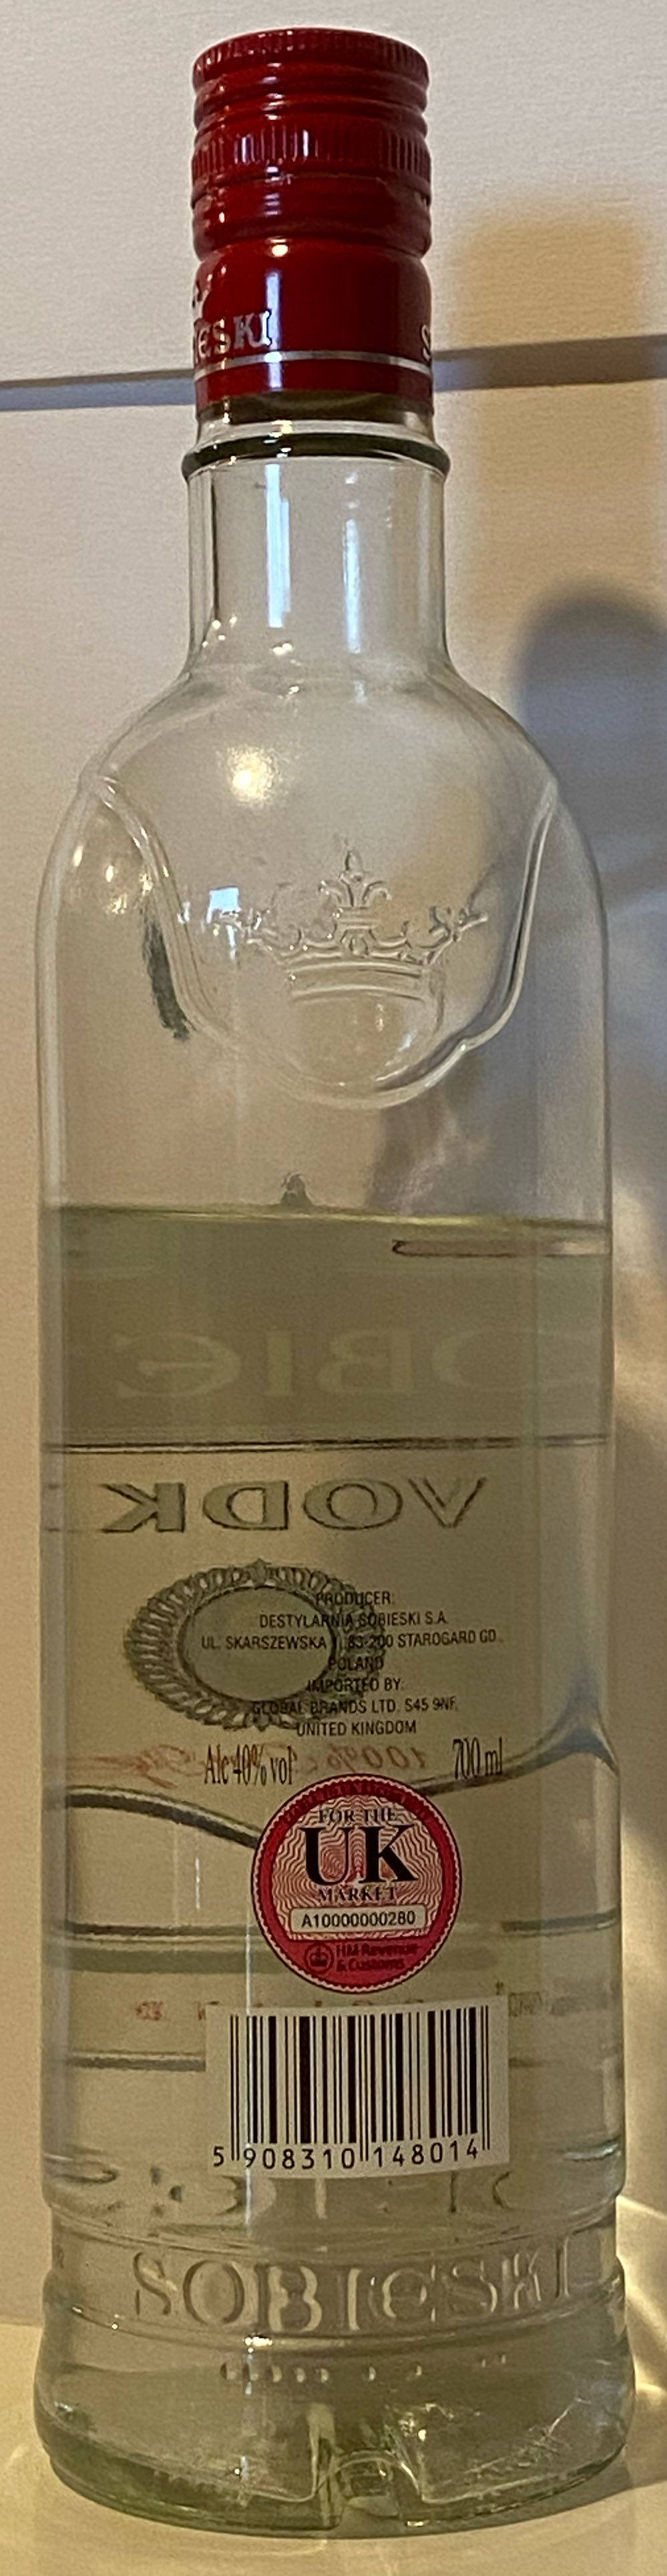 IESKI
S
VODK
PRODUCER:
DESTYLARNIA SOBIESKI S.A.
UL. SKARSZEWSKA 1, 83-200 STAROGARD GD.
POLAND
IMPORTED BY:
GLOBAL BRANDS LTD. S45 9NF,
UNITED KINGDOM
Alc 40% vol 100% 700 ml
FOR THE
UK
MARKET
A10000000280
HM Revenue
& Customs
5 908310 148014
SOBIESKI